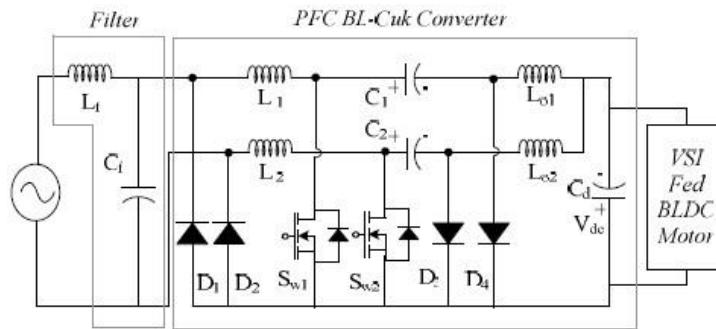 Filter
PFC BL-Cuk Converter
Lf
L1
C1
+
-
Lo1
Cf
L2
C2
+
-
Lo2
Cd
-
Vdc
+
VSI
Fed
BLDC
Motor
D1
D2
Sw1
Sw2
D4